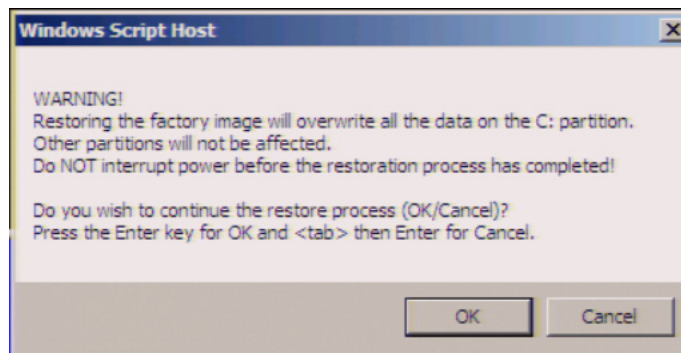 Windows Script Host
WARNING!
Restoring the factory image will overwrite all the data on the C: partition.
Other partitions will not be affected.
Do NOT interrupt power before the restoration process has completed!
Do you wish to continue the restore process (OK/Cancel)?
Press the Enter key for OK and <tab> then Enter for Cancel.
OK
Cancel